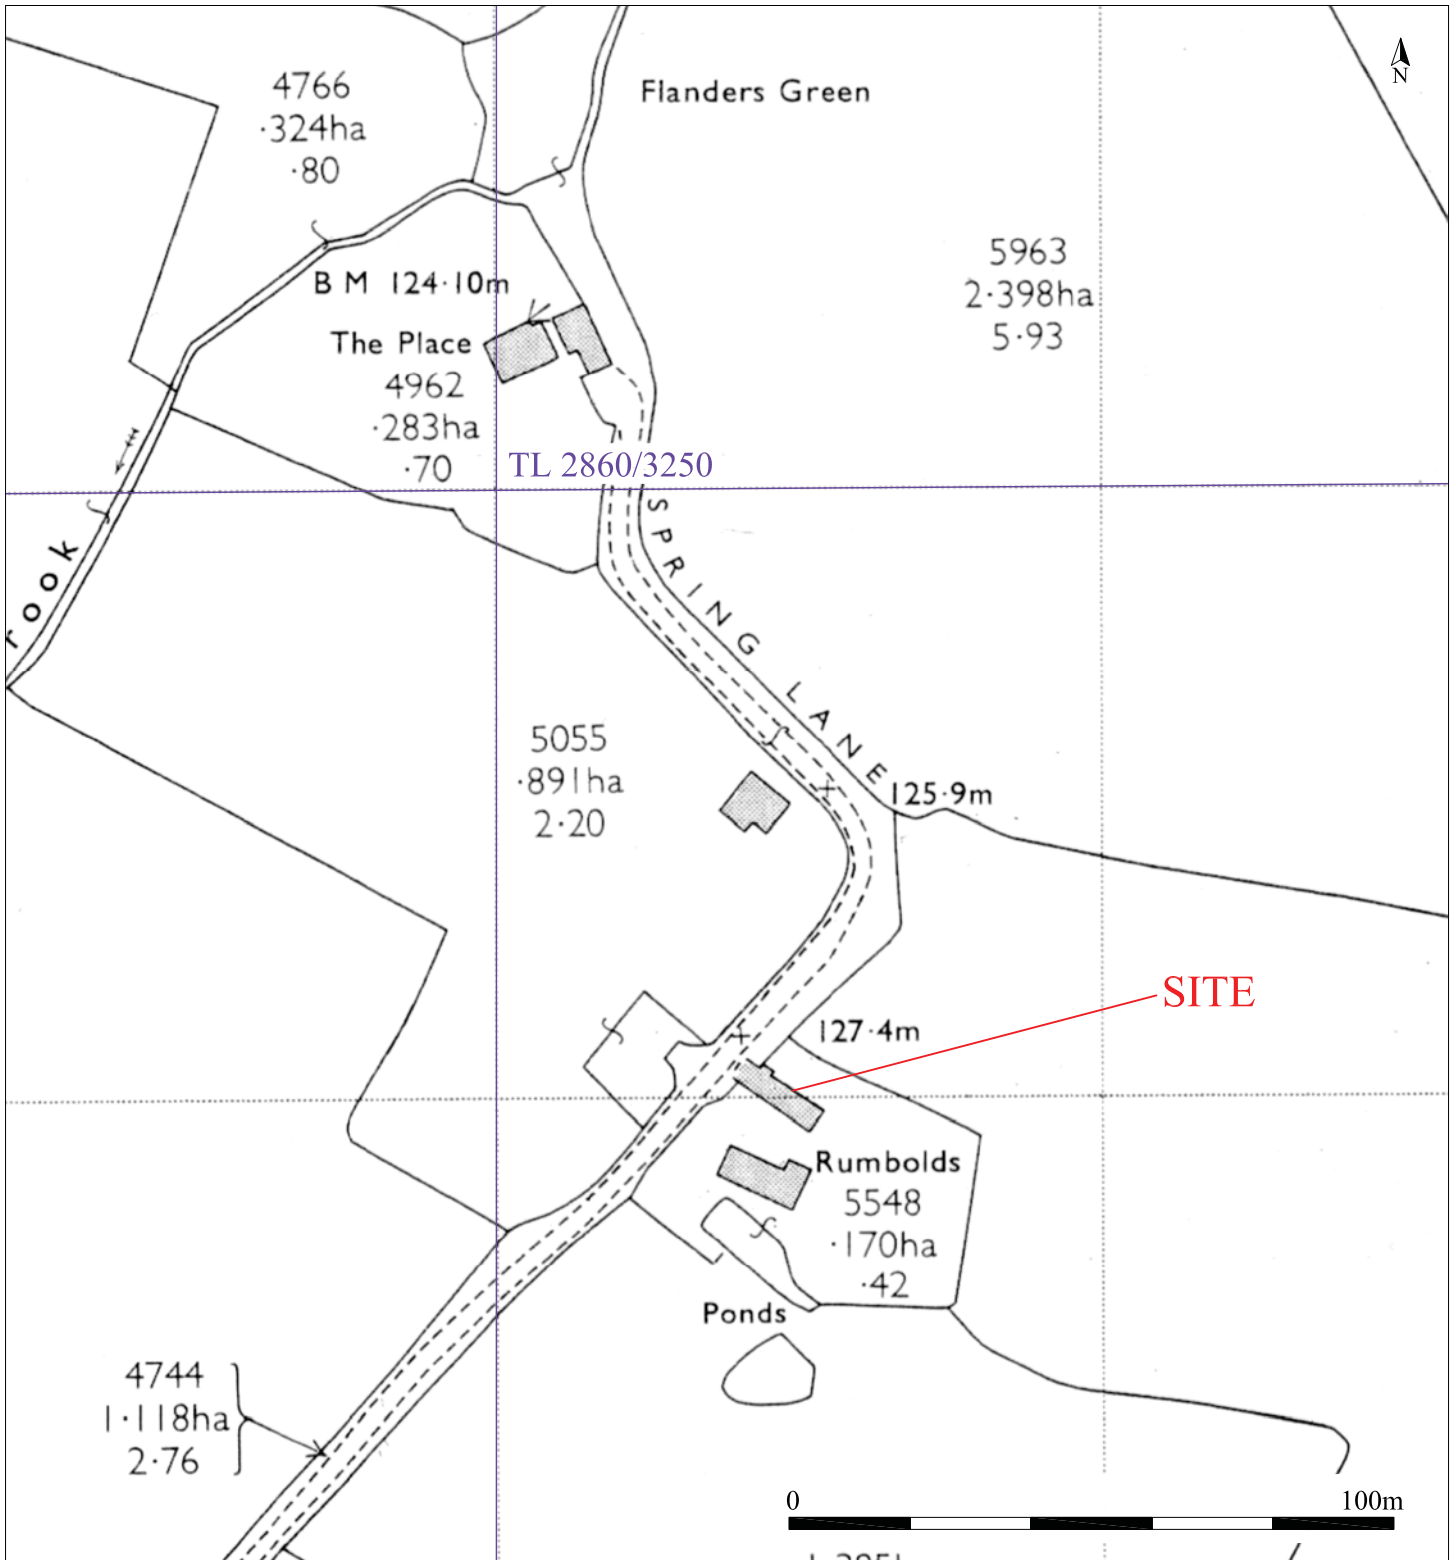 4766
·324ha
·80
Flanders Green
N
5963
2·398ha
5·93
BM 124·10m
The Place
4962
·283ha
·70
TL 2860/3250
rook
SPRING LANE
5055
·891ha
2·20
125·9m
SITE
127·4m
Rumbolds
5548
·170ha
·42
Ponds
4744
1·118ha
2·76
0 100m